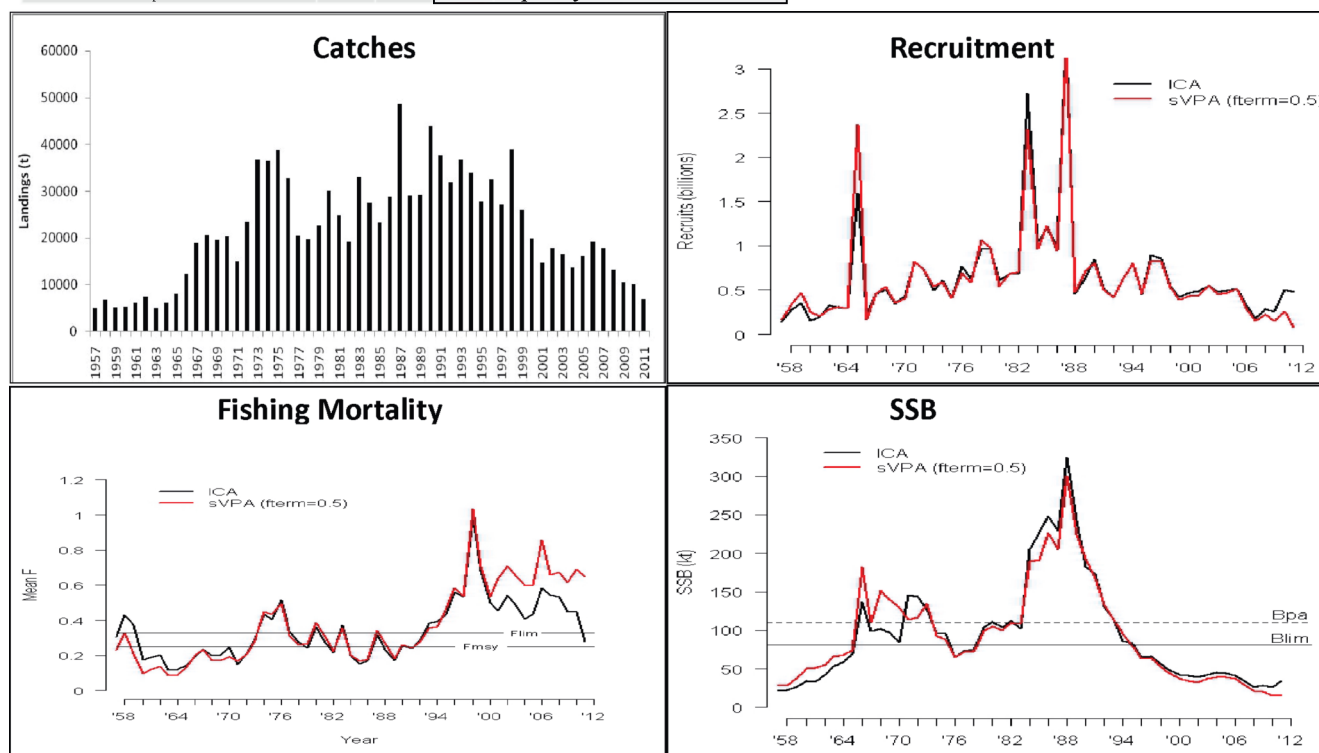 Catches
60000
50000
40000
30000
20000
10000
0
Landings (t)
1957
1959
1961
1963
1965
1967
1969
1971
1973
1975
1977
1979
1981
1983
1985
1987
1989
1991
1993
1995
1997
1999
2001
2003
2005
2007
2009
2011
Recruitment
ICA
sVPA (fterm=0.5)
3
2.5
2
1.5
1
0.5
0
Recruits (billions)
'58 '64 '70 '76 '82 '88 '94 '00 '06 '12
Fishing Mortality
ICA
sVPA (fterm=0.5)
1.2
1
0.8
0.6
0.4
0.2
0
Mean F
Flim
Fmsy
'58 '64 '70 '76 '82 '88 '94 '00 '06 '12
Year
SSB
ICA
sVPA (fterm=0.5)
350
300
250
200
150
100
50
0
SSB (kt)
Bpa
Blim
'58 '64 '70 '76 '82 '88 '94 '00 '06 '12